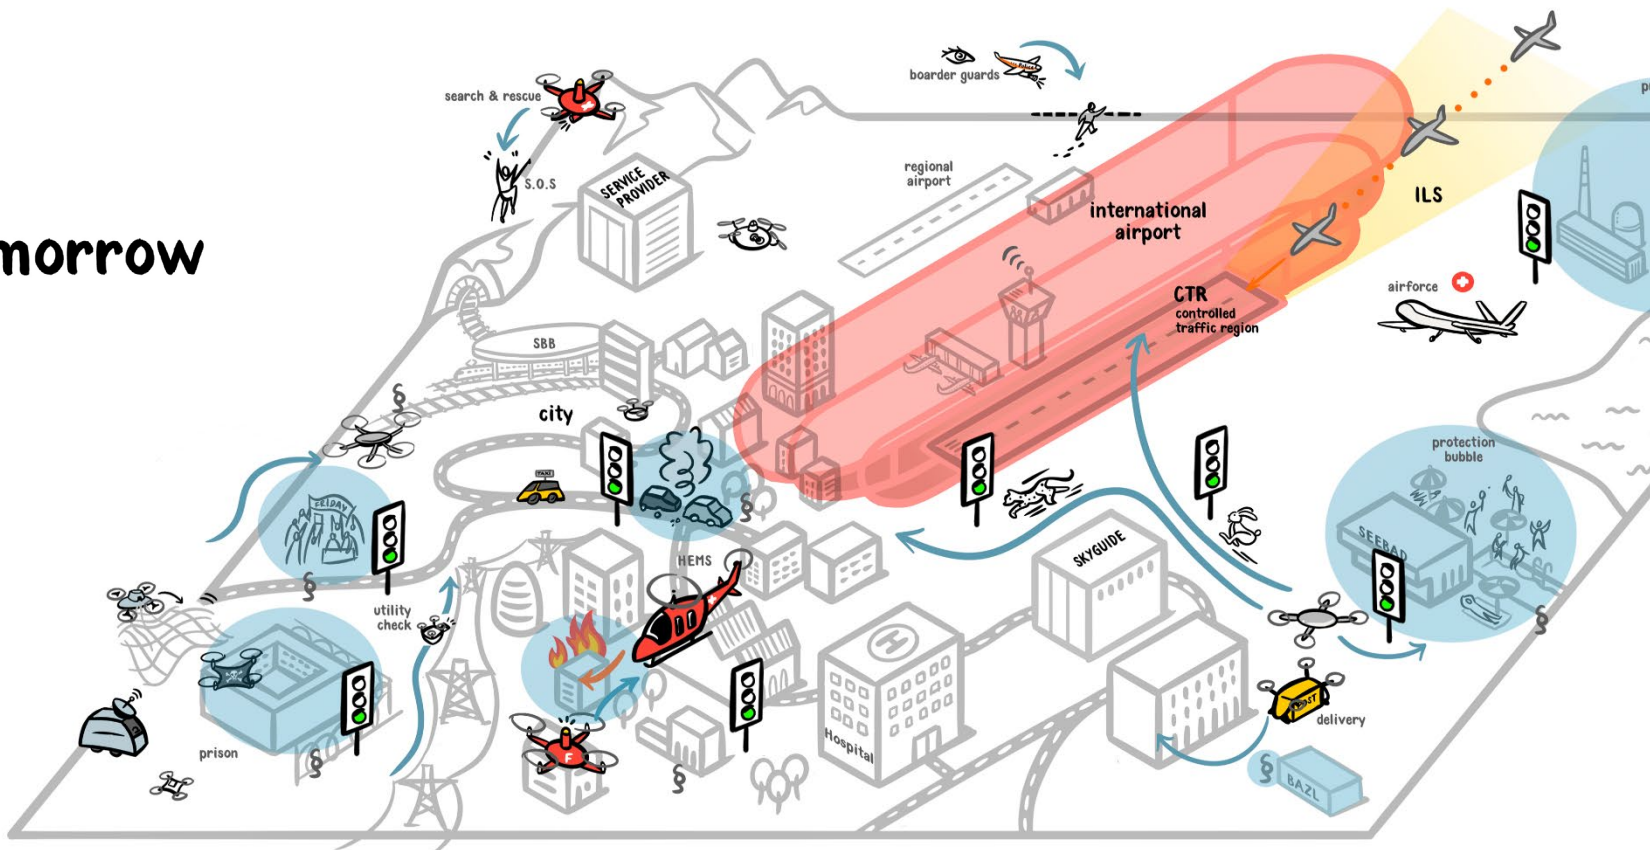 morrow
search & rescue
S.O.S
SERVICE
PROVIDER
boarder guards
regional
airport
international
airport
ILS
CTR
controlled
traffic region
airforce
SBB
city
TAXI
protection
bubble
SEEBAD
FRIDAY
HEMS
SKYGUIDE
utility
check
prison
H
F
Hospital
POST
delivery
§
BAZL